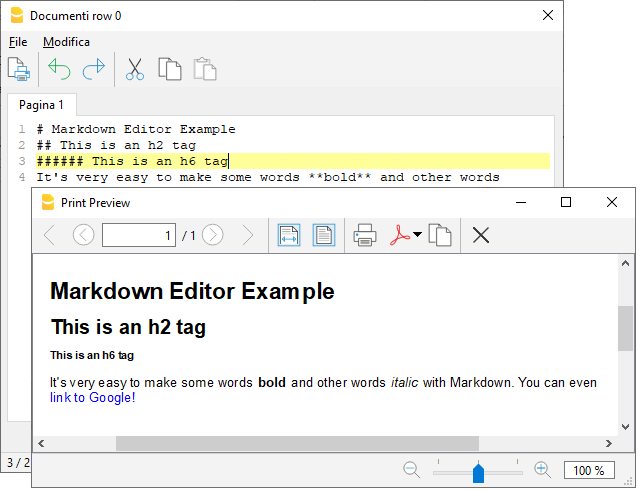 Documenti row 0
File Modifica
Pagina 1
1 # Markdown Editor Example
2 ## This is an h2 tag
3 ###### This is an h6 tag
4 It's very easy to make some words **bold** and other words
Print Preview
1 / 1
Markdown Editor Example
This is an h2 tag
This is an h6 tag
It's very easy to make some words bold and other words italic with Markdown. You can even
link to Google!
3 / 2
100 %